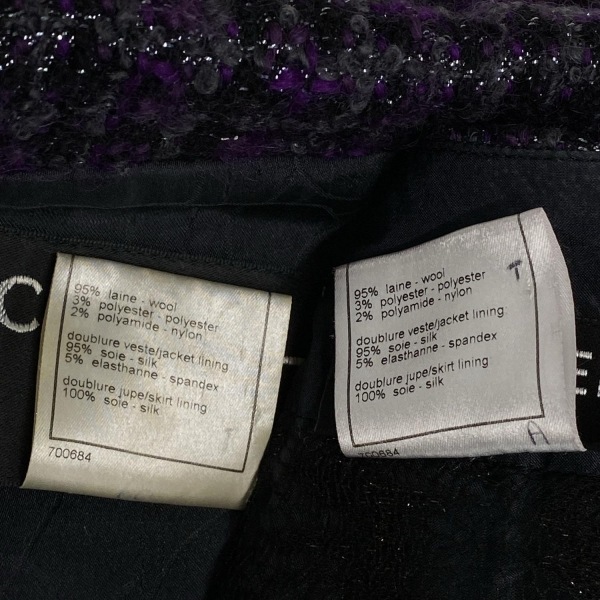 C
95% laine - wool
3% polyester - polyester
2% polyamide - nylon
doublure veste/jacket lining
95% soie - silk
5% elasthanne - spandex
doublure jupe/skirt lining
100% soie - silk
T
700684
T
95% laine - wool
3% polyester - polyester
2% polyamide - nylon
doublure veste/jacket lining
95% soie - silk
5% elasthanne - spandex
doublure jupe/skirt lining
100% soie - silk
A
700684